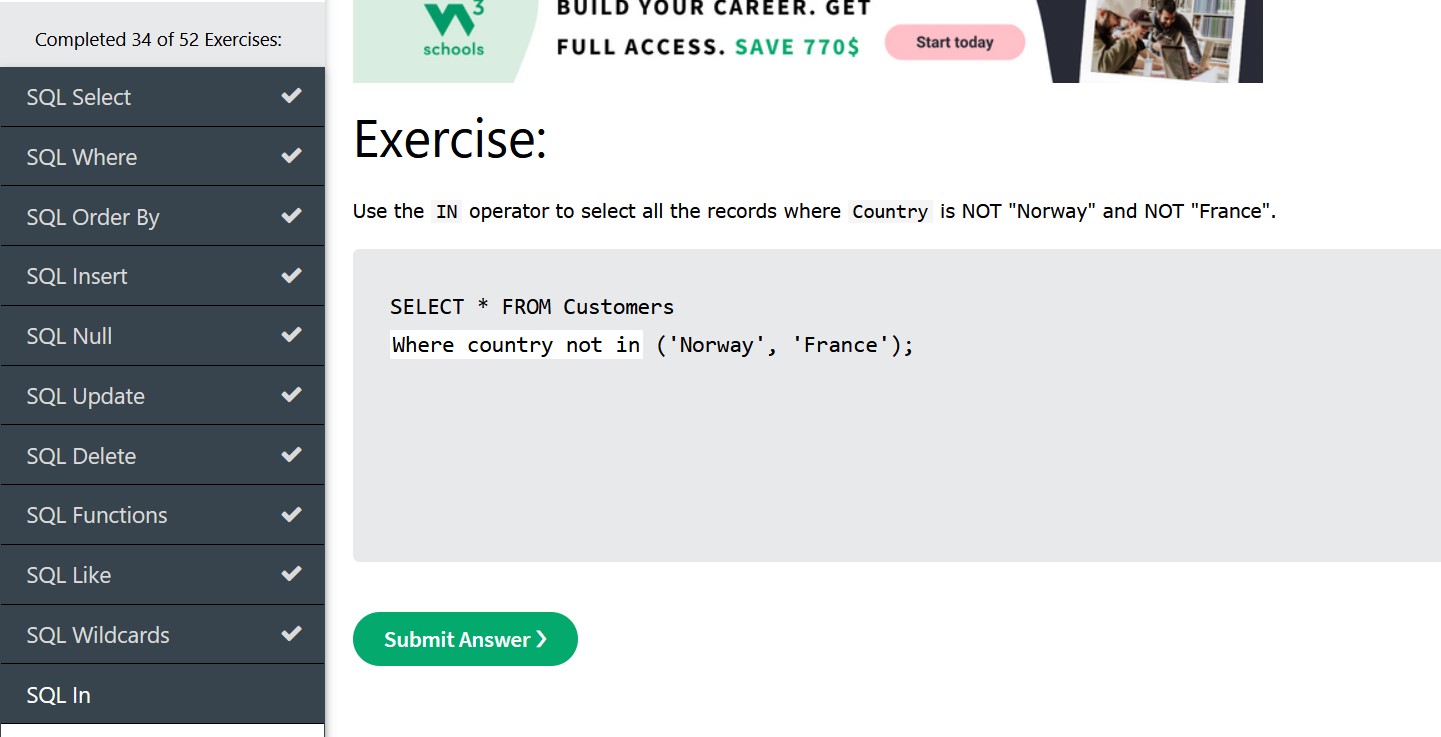 Completed 34 of 52 Exercises:
SQL Select
SQL Where
SQL Order By
SQL Insert
SQL Null
SQL Update
SQL Delete
SQL Functions
SQL Like
SQL Wildcards
SQL In
3
schools
BUILD YOUR CAREER. GET
FULL ACCESS. SAVE 770$
Start today
Exercise:
Use the IN operator to select all the records where Country is NOT "Norway" and NOT "France".
SELECT * FROM Customers
Where country not in ('Norway', 'France');
Submit Answer ❯